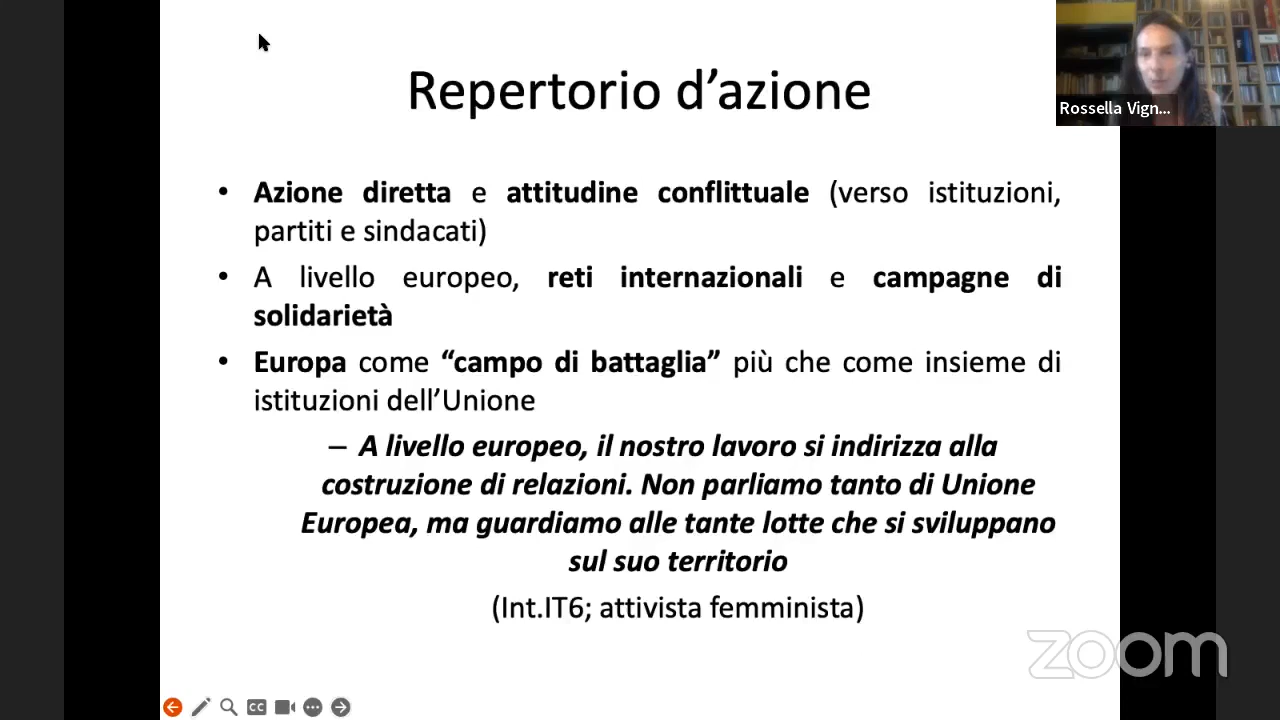 Repertorio d’azione
Rossella Vign...
• Azione diretta e attitudine conflittuale (verso istituzioni,
partiti e sindacati)
• A livello europeo, reti internazionali e campagne di
solidarietà
• Europa come “campo di battaglia” più che come insieme di
istituzioni dell’Unione
– A livello europeo, il nostro lavoro si indirizza alla
costruzione di relazioni. Non parliamo tanto di Unione
Europea, ma guardiamo alle tante lotte che si sviluppano
sul suo territorio
(Int.IT6; attivista femminista)
zoom
CC